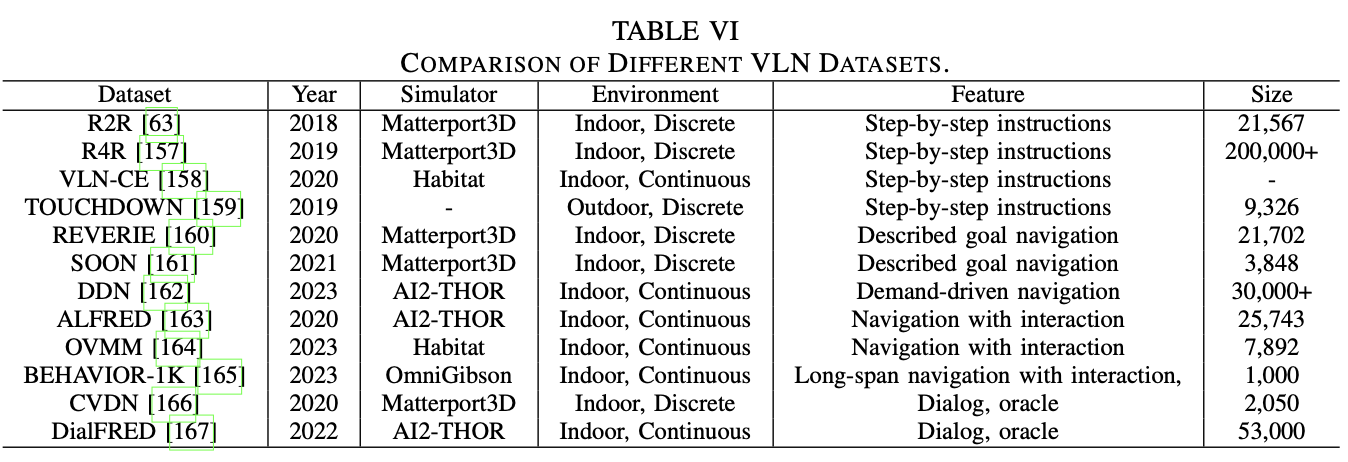 TABLE VI
COMPARISON OF DIFFERENT VLN DATASETS.
Dataset Year Simulator Environment Feature Size
R2R [63] 2018 Matterport3D Indoor, Discrete Step-by-step instructions 21,567
R4R [157] 2019 Matterport3D Indoor, Discrete Step-by-step instructions 200,000+
VLN-CE [158] 2020 Habitat Indoor, Continuous Step-by-step instructions -
TOUCHDOWN [159] 2019 - Outdoor, Discrete Step-by-step instructions 9,326
REVERIE [160] 2020 Matterport3D Indoor, Discrete Described goal navigation 21,702
SOON [161] 2021 Matterport3D Indoor, Discrete Described goal navigation 3,848
DDN [162] 2023 AI2-THOR Indoor, Continuous Demand-driven navigation 30,000+
ALFRED [163] 2020 AI2-THOR Indoor, Continuous Navigation with interaction 25,743
OVMM [164] 2023 Habitat Indoor, Continuous Navigation with interaction 7,892
BEHAVIOR-1K [165] 2023 OmniGibson Indoor, Continuous Long-span navigation with interaction, 1,000
CVDN [166] 2020 Matterport3D Indoor, Discrete Dialog, oracle 2,050
DialFRED [167] 2022 AI2-THOR Indoor, Continuous Dialog, oracle 53,000